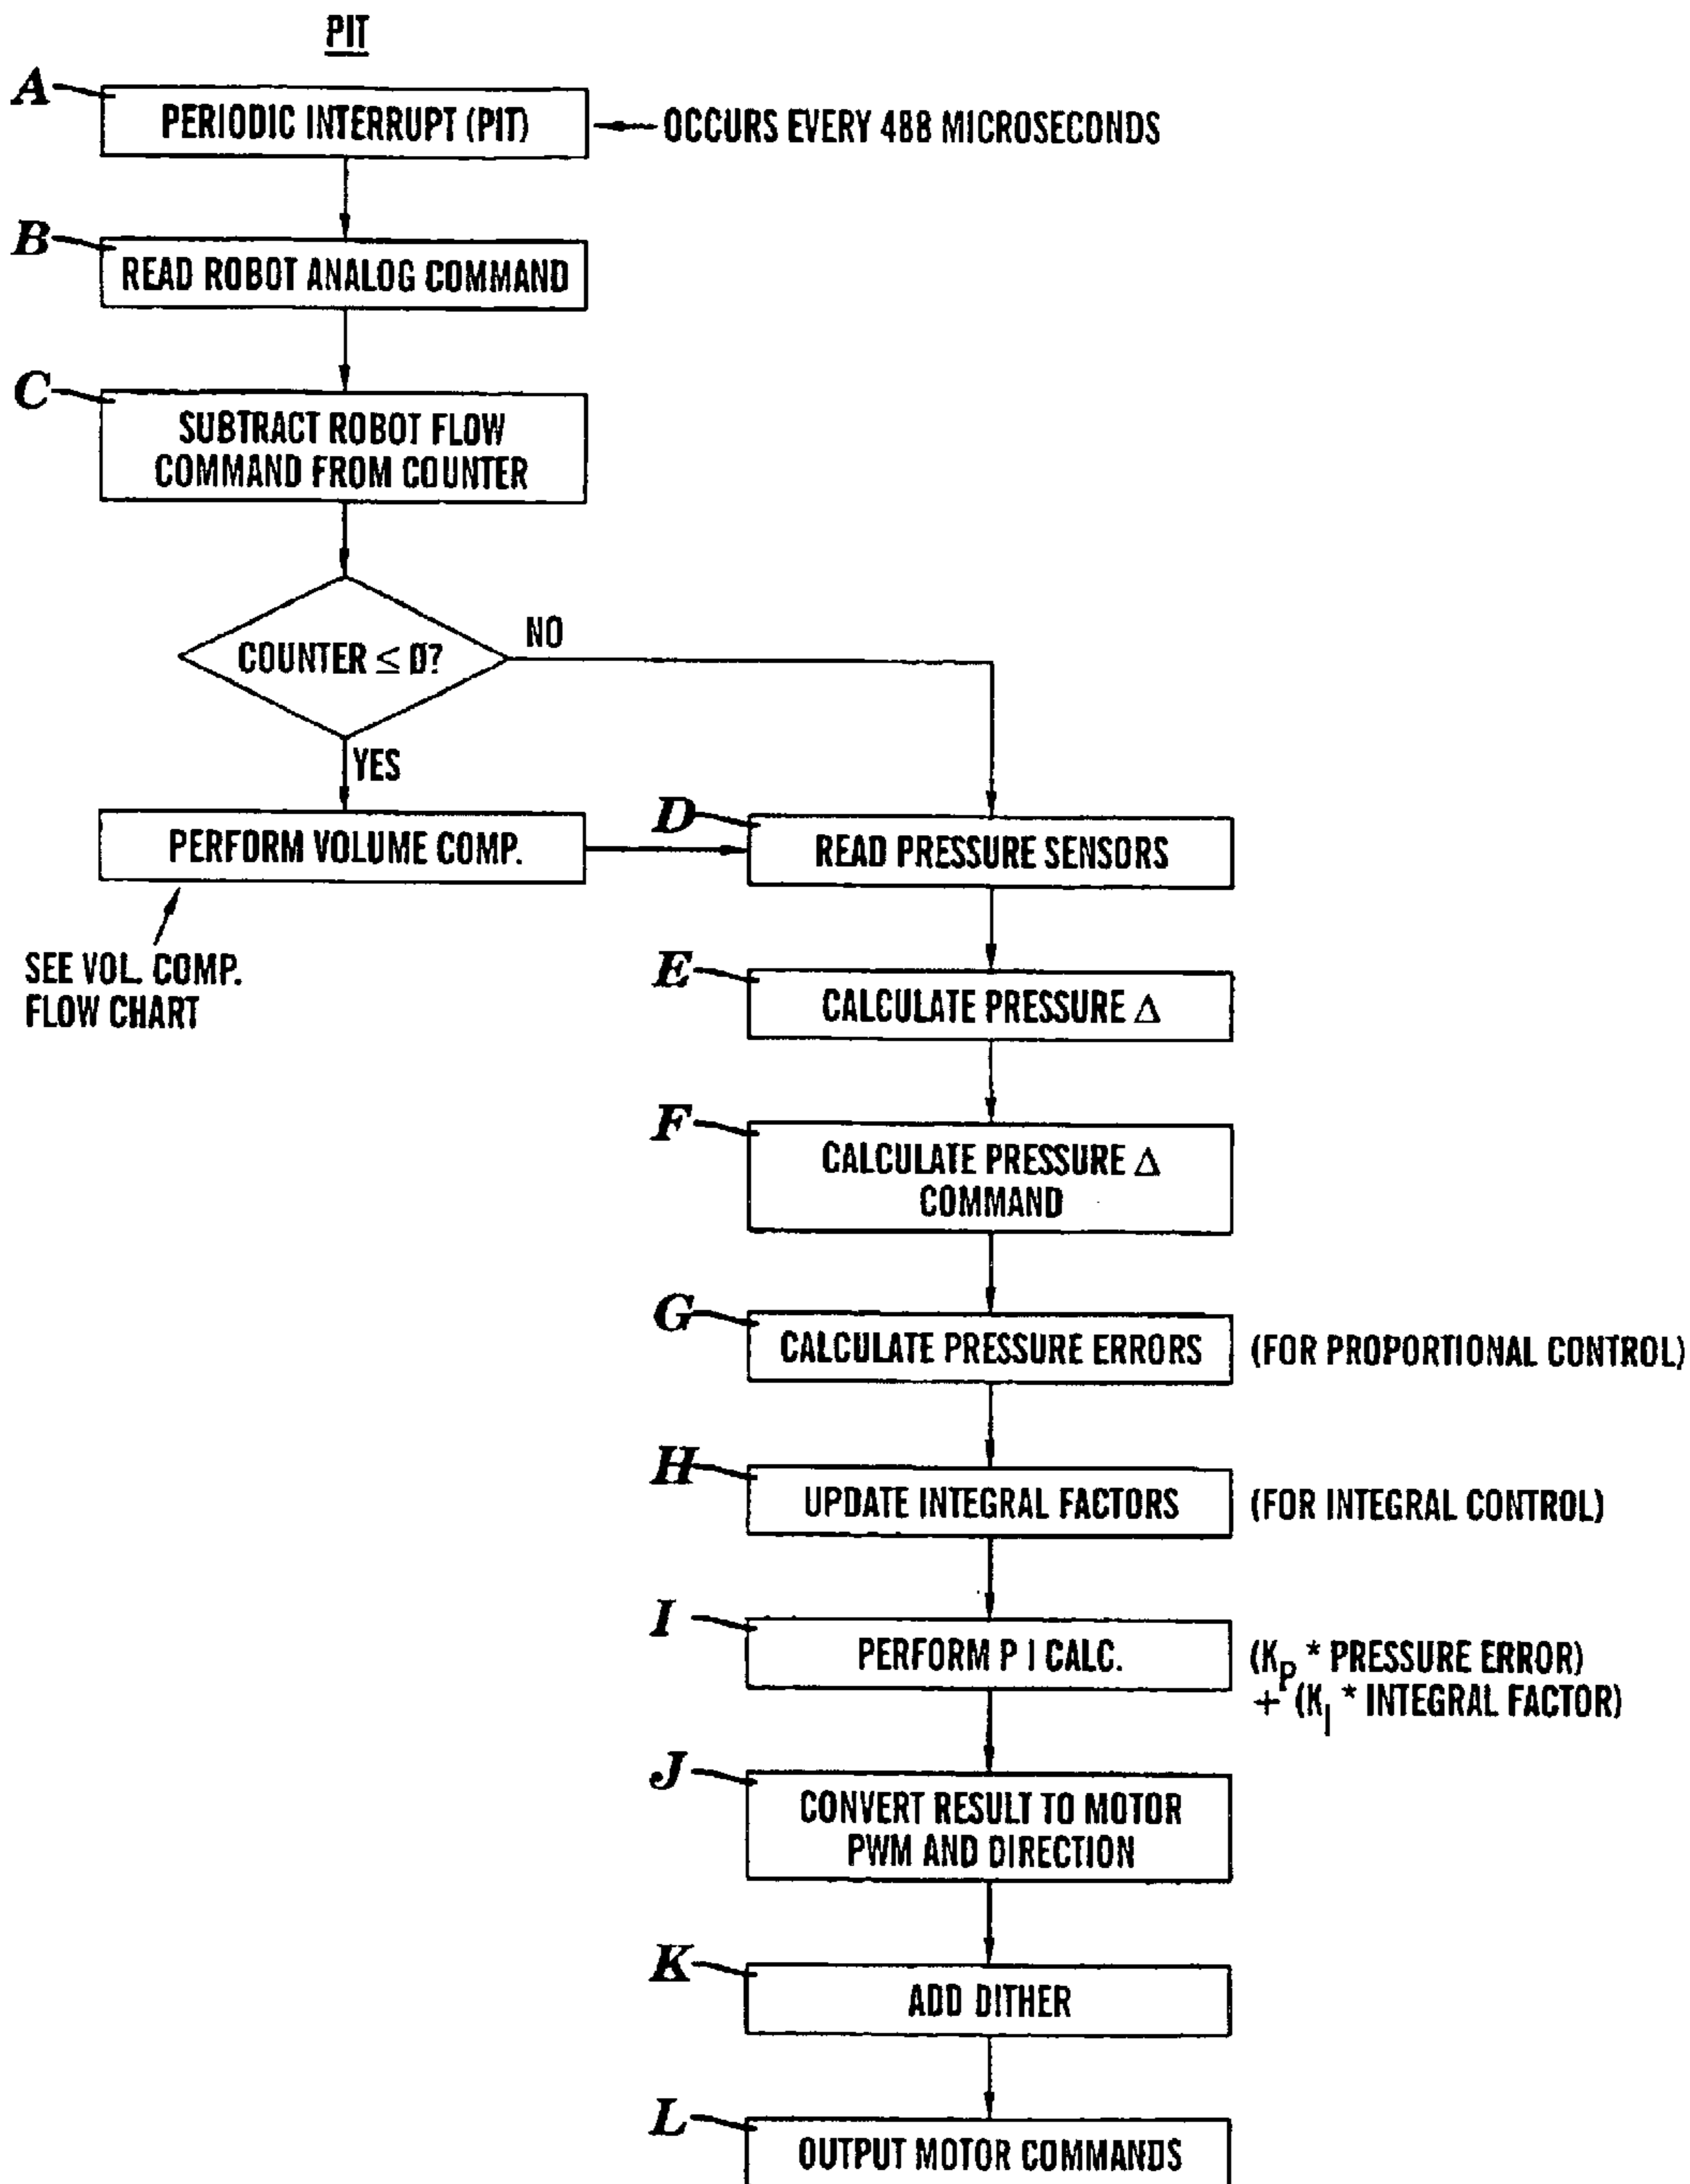 PIT
A
PERIODIC INTERRUPT (PIT)
OCCURS EVERY 488 MICROSECONDS
B
READ ROBOT ANALOG COMMAND
C
SUBTRACT ROBOT FLOW
COMMAND FROM COUNTER
COUNTER ≤ 0?
NO
YES
PERFORM VOLUME COMP.
SEE VOL. COMP.
FLOW CHART
D
READ PRESSURE SENSORS
E
CALCULATE PRESSURE Δ
F
CALCULATE PRESSURE Δ
COMMAND
G
CALCULATE PRESSURE ERRORS
(FOR PROPORTIONAL CONTROL)
H
UPDATE INTEGRAL FACTORS
(FOR INTEGRAL CONTROL)
I
PERFORM P I CALC.
(KP * PRESSURE ERROR)
+ (KI * INTEGRAL FACTOR)
J
CONVERT RESULT TO MOTOR
PWM AND DIRECTION
K
ADD DITHER
L
OUTPUT MOTOR COMMANDS